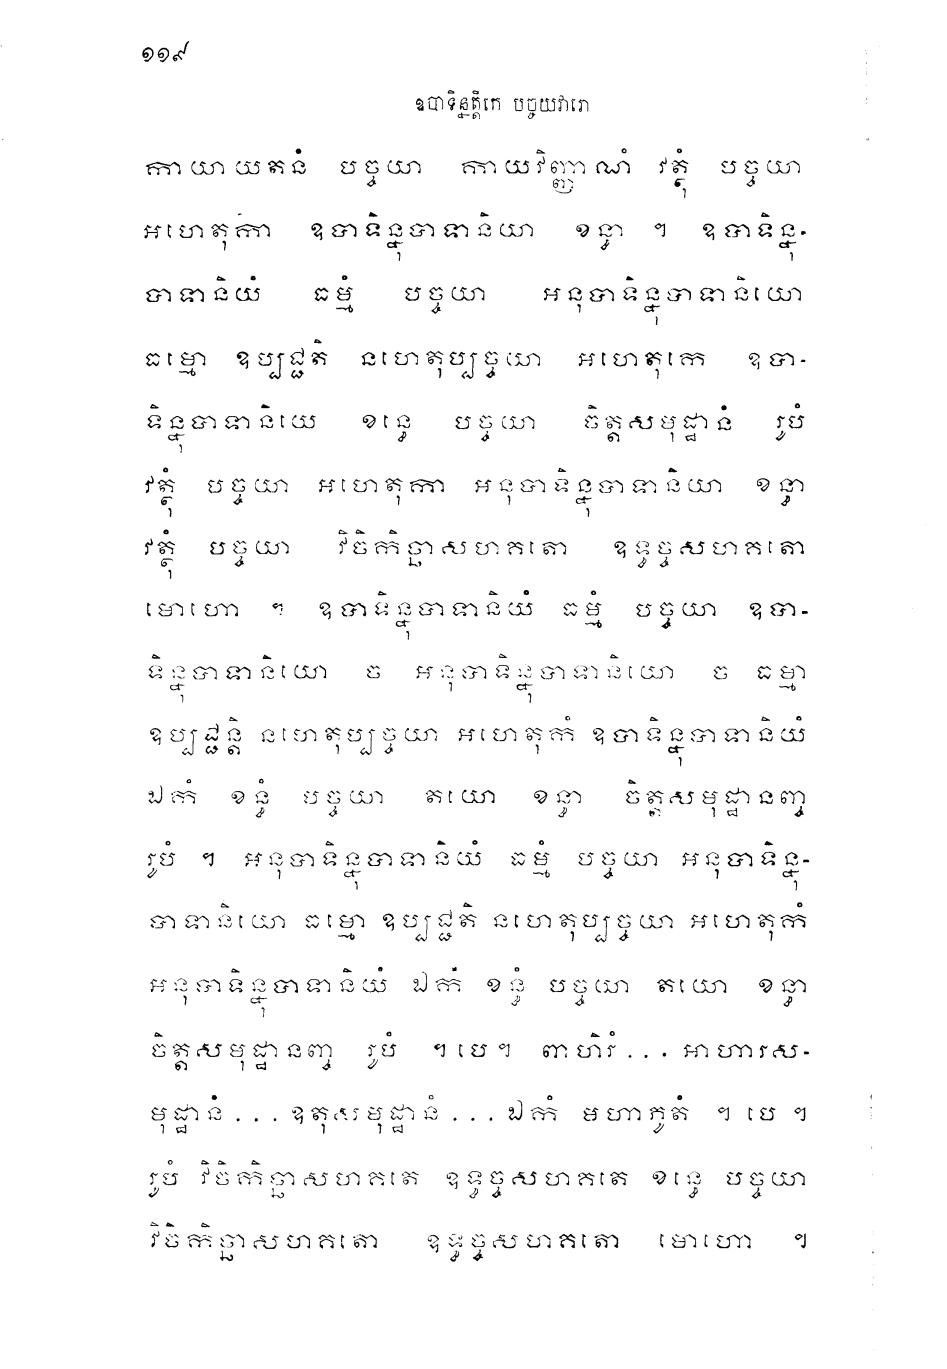 ១១៩
ឧបាទិន្នត្តិកេ បច្ចយវារោ
កាយាយតនំ បច្ចយា កាយវិញ្ញាណំ វត្ថុំ បច្ចយា
អហេតុកា ឧបាទិន្នុបាទានិយា ខន្ធា ។ ឧបាទិន្នុ-
បាទានិយំ ធម្មំ បច្ចយា អនុបាទិន្នុបាទានិយោ
ធម្មោ ឧប្បជ្ជតិ នហេតុប្បច្ចយា អហេតុកេ ឧបា-
ទិន្នុបាទានិយេ ខន្ធេ បច្ចយា ចិត្តសមុដ្ឋានំ រូបំ
វត្ថុំ បច្ចយា អហេតុកា អនុបាទិន្នុបាទានិយា ខន្ធា
វត្ថុំ បច្ចយា វិចិកិច្ឆាសហគតោ ឧទ្ធច្ចសហគតោ
មោហោ ។ ឧបាទិន្នុបាទានិយំ ធម្មំ បច្ចយា ឧបា-
ទិន្នុបាទានិយោ ច អនុបាទិន្នុបាទានិយោ ច ធម្មា
ឧប្បជ្ជន្តិ នហេតុប្បច្ចយា អហេតុកំ ឧបាទិន្នុបាទានិយំ
ឯកំ ខន្ធំ បច្ចយា តយោ ខន្ធា ចិត្តសមុដ្ឋានញ្ច
រូបំ ។ អនុបាទិន្នុបាទានិយំ ធម្មំ បច្ចយា អនុបាទិន្នុ-
បាទានិយោ ធម្មោ ឧប្បជ្ជតិ នហេតុប្បច្ចយា អហេតុកំ
អនុបាទិន្នុបាទានិយំ ឯកំ ខន្ធំ បច្ចយា តយោ ខន្ធា
ចិត្តសមុដ្ឋានញ្ច រូបំ ។ បេ ។ ពាហិរំ... អាហារស-
មុដ្ឋានំ... ឧតុសមុដ្ឋានំ... ឯកំ មហាភូតំ ។ បេ ។
រូបំ វិចិកិច្ឆាសហគតេ ឧទ្ធច្ចសហគតេ ខន្ធេ បច្ចយា
វិចិកិច្ឆាសហគតោ ឧទ្ធច្ចសហគតោ មោហោ ។